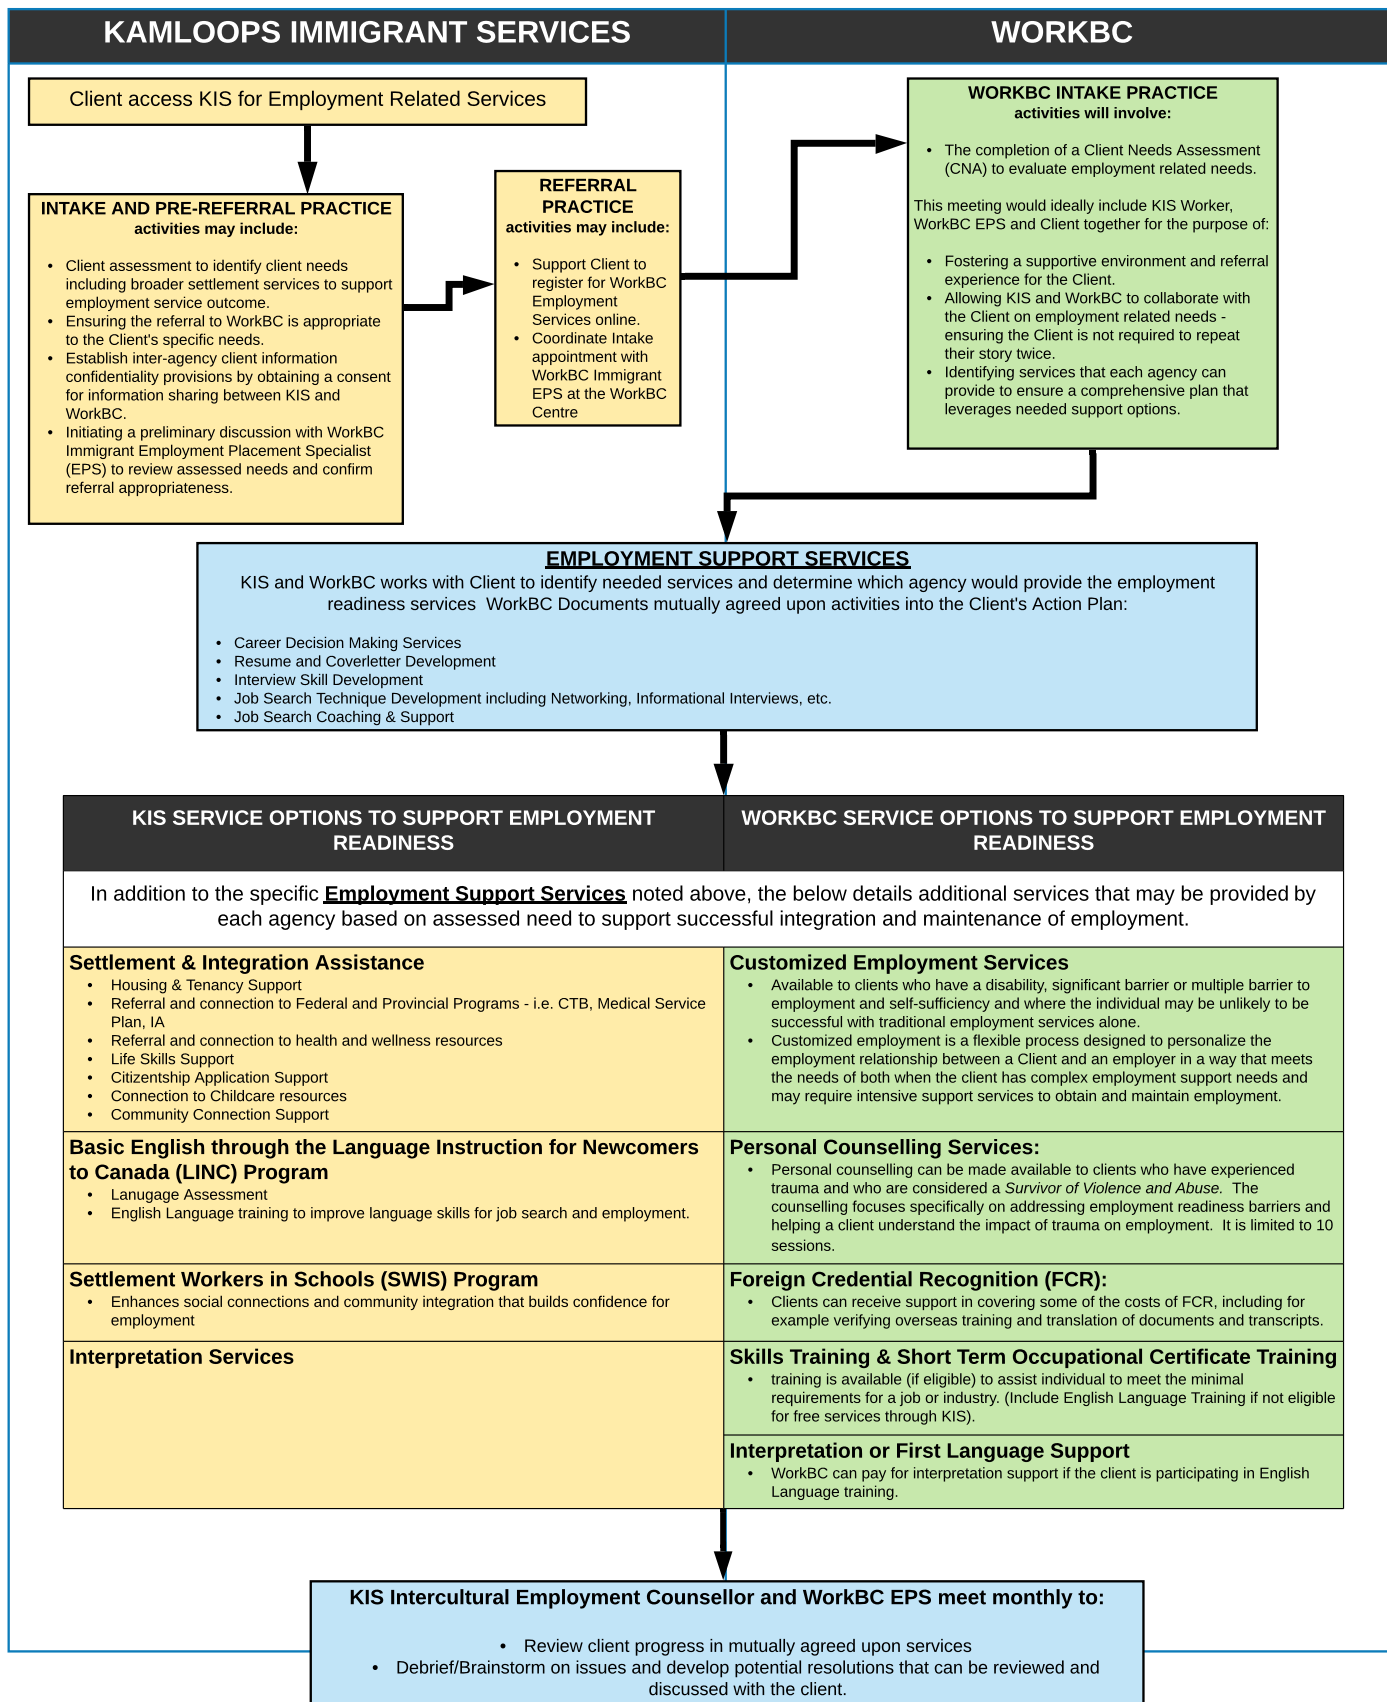 KAMLOOPS IMMIGRANT SERVICES
WORKBC
Client access KIS for Employment Related Services
INTAKE AND PRE-REFERRAL PRACTICE
activities may include:
• Client assessment to identify client needs
including broader settlement services to support
employment service outcome.
• Ensuring the referral to WorkBC is appropriate
to the Client's specific needs.
• Establish inter-agency client information
confidentiality provisions by obtaining a consent
for information sharing between KIS and
WorkBC.
• Initiating a preliminary discussion with WorkBC
Immigrant Employment Placement Specialist
(EPS) to review assessed needs and confirm
referral appropriateness.
REFERRAL
PRACTICE
activities may include:
• Support Client to
register for WorkBC
Employment
Services online.
• Coordinate Intake
appointment with
WorkBC Immigrant
EPS at the WorkBC
Centre
WORKBC INTAKE PRACTICE
activities will involve:
• The completion of a Client Needs Assessment
(CNA) to evaluate employment related needs.
This meeting would ideally include KIS Worker,
WorkBC EPS and Client together for the purpose of:
• Fostering a supportive environment and referral
experience for the Client.
• Allowing KIS and WorkBC to collaborate with
the Client on employment related needs -
ensuring the Client is not required to repeat
their story twice.
• Identifying services that each agency can
provide to ensure a comprehensive plan that
leverages needed support options.
EMPLOYMENT SUPPORT SERVICES
KIS and WorkBC works with Client to identify needed services and determine which agency would provide the employment
readiness services  WorkBC Documents mutually agreed upon activities into the Client's Action Plan:
• Career Decision Making Services
• Resume and Coverletter Development
• Interview Skill Development
• Job Search Technique Development including Networking, Informational Interviews, etc.
• Job Search Coaching & Support
KIS SERVICE OPTIONS TO SUPPORT EMPLOYMENT
READINESS
WORKBC SERVICE OPTIONS TO SUPPORT EMPLOYMENT
READINESS
In addition to the specific Employment Support Services noted above, the below details additional services that may be provided by
each agency based on assessed need to support successful integration and maintenance of employment.
Settlement & Integration Assistance
• Housing & Tenancy Support
• Referral and connection to Federal and Provincial Programs - i.e. CTB, Medical Service
Plan, IA
• Referral and connection to health and wellness resources
• Life Skills Support
• Citizentship Application Support
• Connection to Childcare resources
• Community Connection Support
Customized Employment Services
• Available to clients who have a disability, significant barrier or multiple barrier to
employment and self-sufficiency and where the individual may be unlikely to be
successful with traditional employment services alone.
• Customized employment is a flexible process designed to personalize the
employment relationship between a Client and an employer in a way that meets
the needs of both when the client has complex employment support needs and
may require intensive support services to obtain and maintain employment.
Basic English through the Language Instruction for Newcomers
to Canada (LINC) Program
• Lanugage Assessment
• English Language training to improve language skills for job search and employment.
Personal Counselling Services:
• Personal counselling can be made available to clients who have experienced
trauma and who are considered a Survivor of Violence and Abuse.  The
counselling focuses specifically on addressing employment readiness barriers and
helping a client understand the impact of trauma on employment.  It is limited to 10
sessions.
Settlement Workers in Schools (SWIS) Program
• Enhances social connections and community integration that builds confidence for
employment
Foreign Credential Recognition (FCR):
• Clients can receive support in covering some of the costs of FCR, including for
example verifying overseas training and translation of documents and transcripts.
Interpretation Services
Skills Training & Short Term Occupational Certificate Training
• training is available (if eligible) to assist individual to meet the minimal
requirements for a job or industry. (Include English Language Training if not eligible
for free services through KIS).
Interpretation or First Language Support
• WorkBC can pay for interpretation support if the client is participating in English
Language training.
KIS Intercultural Employment Counsellor and WorkBC EPS meet monthly to:
• Review client progress in mutually agreed upon services
• Debrief/Brainstorm on issues and develop potential resolutions that can be reviewed and
discussed with the client.